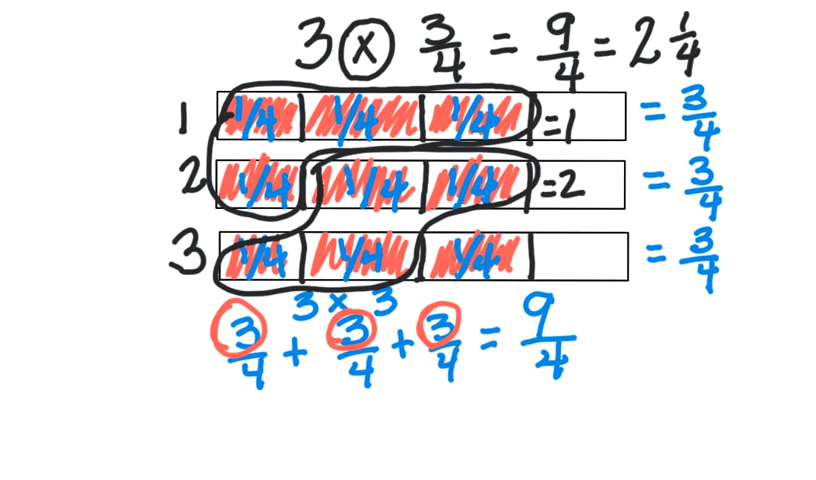 3 × 3/4 = 9/4 = 2 1/4
1 1/4 1/4 1/4 =1 = 3/4
2 1/4 1/4 1/4 =2 = 3/4
3 1/4 1/4 1/4 = 3/4
3 × 3
3/4 + 3/4 + 3/4 = 9/4